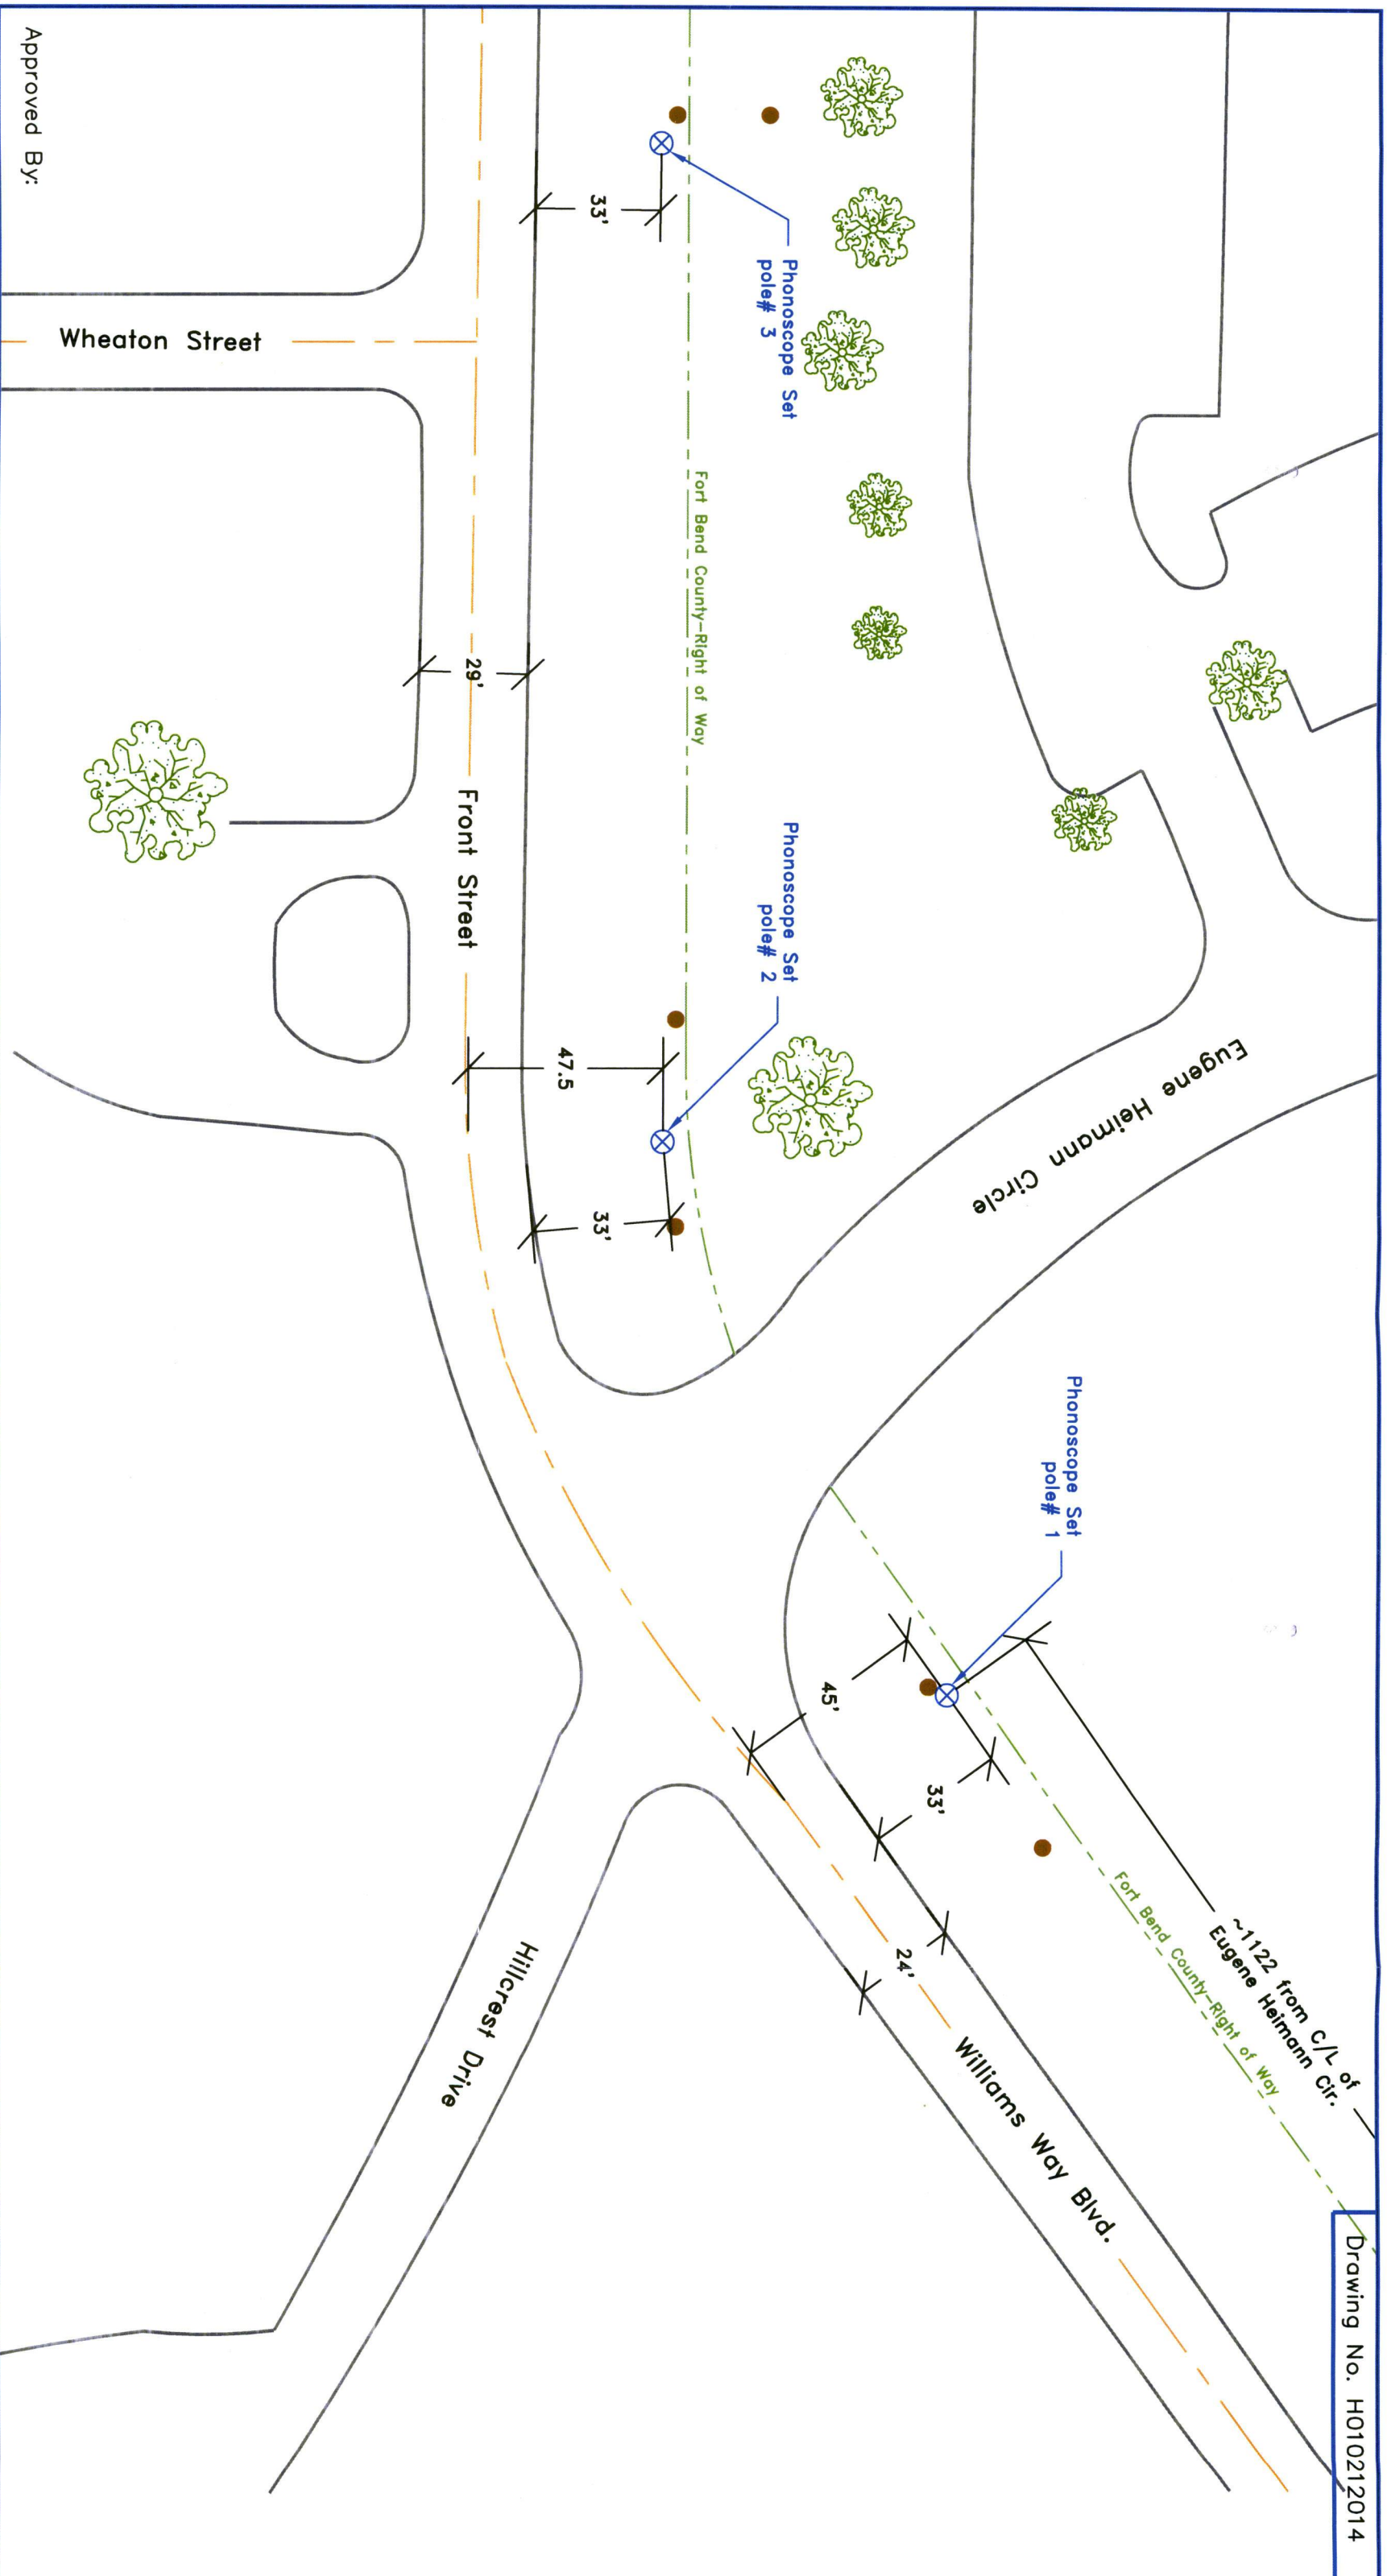 Drawing No. H010212014
Eugene Heimann Circle
~1122 from C/L of
Eugene Heimann Cir.
Phonoscope Set
pole# 3
Phonoscope Set
pole# 2
Phonoscope Set
pole# 1
Fort Bend County-Right of Way
Fort Bend County-Right of Way
33'
47.5
33'
45'
33'
24'
29'
Front Street
Williams Way Blvd.
Wheaton Street
Hillcrest Drive
Approved By: